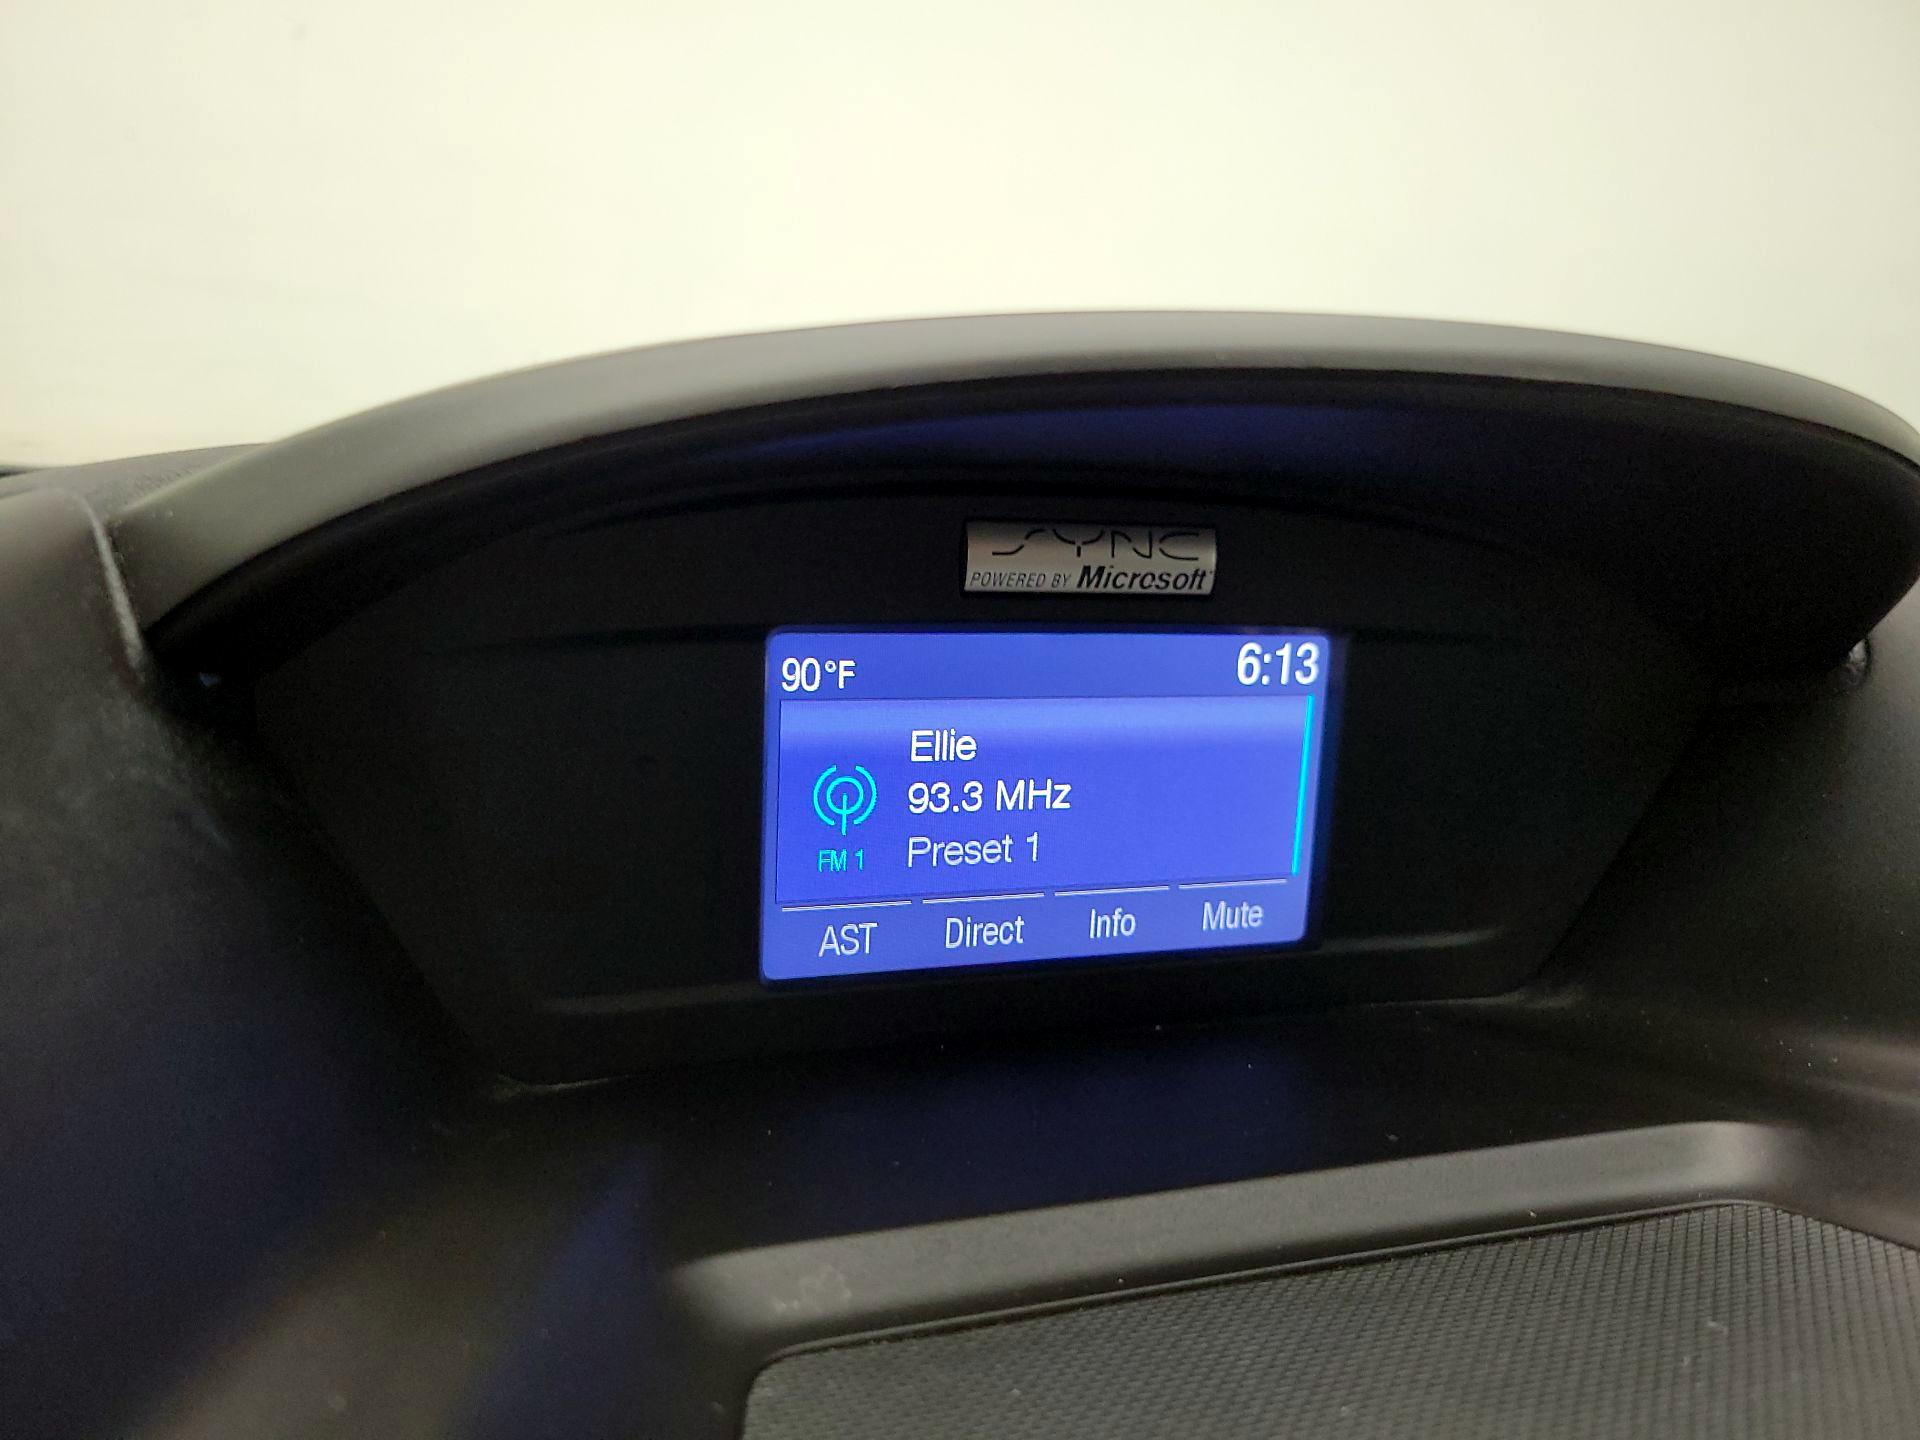 SYNC
POWERED BY Microsoft
90°F 6:13
Ellie
93.3 MHz
FM 1 Preset 1
AST Direct Info Mute